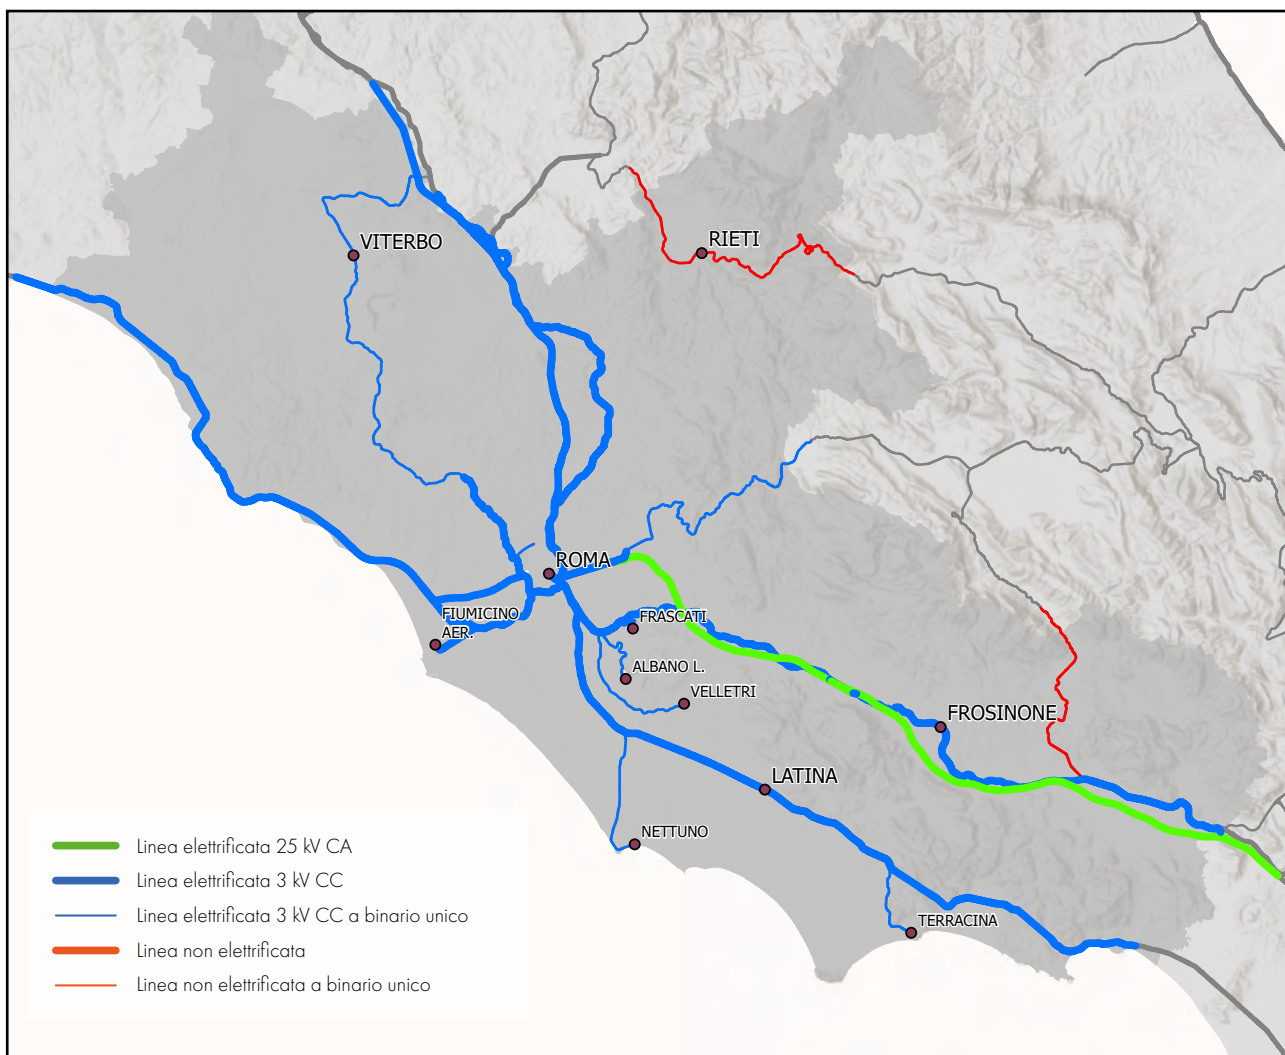 VITERBO
RIETI
ROMA
FIUMICINO
AER.
FRASCATI
ALBANO L.
VELLETRI
FROSINONE
LATINA
NETTUNO
TERRACINA
Linea elettrificata 25 kV CA
Linea elettrificata 3 kV CC
Linea elettrificata 3 kV CC a binario unico
Linea non elettrificata
Linea non elettrificata a binario unico